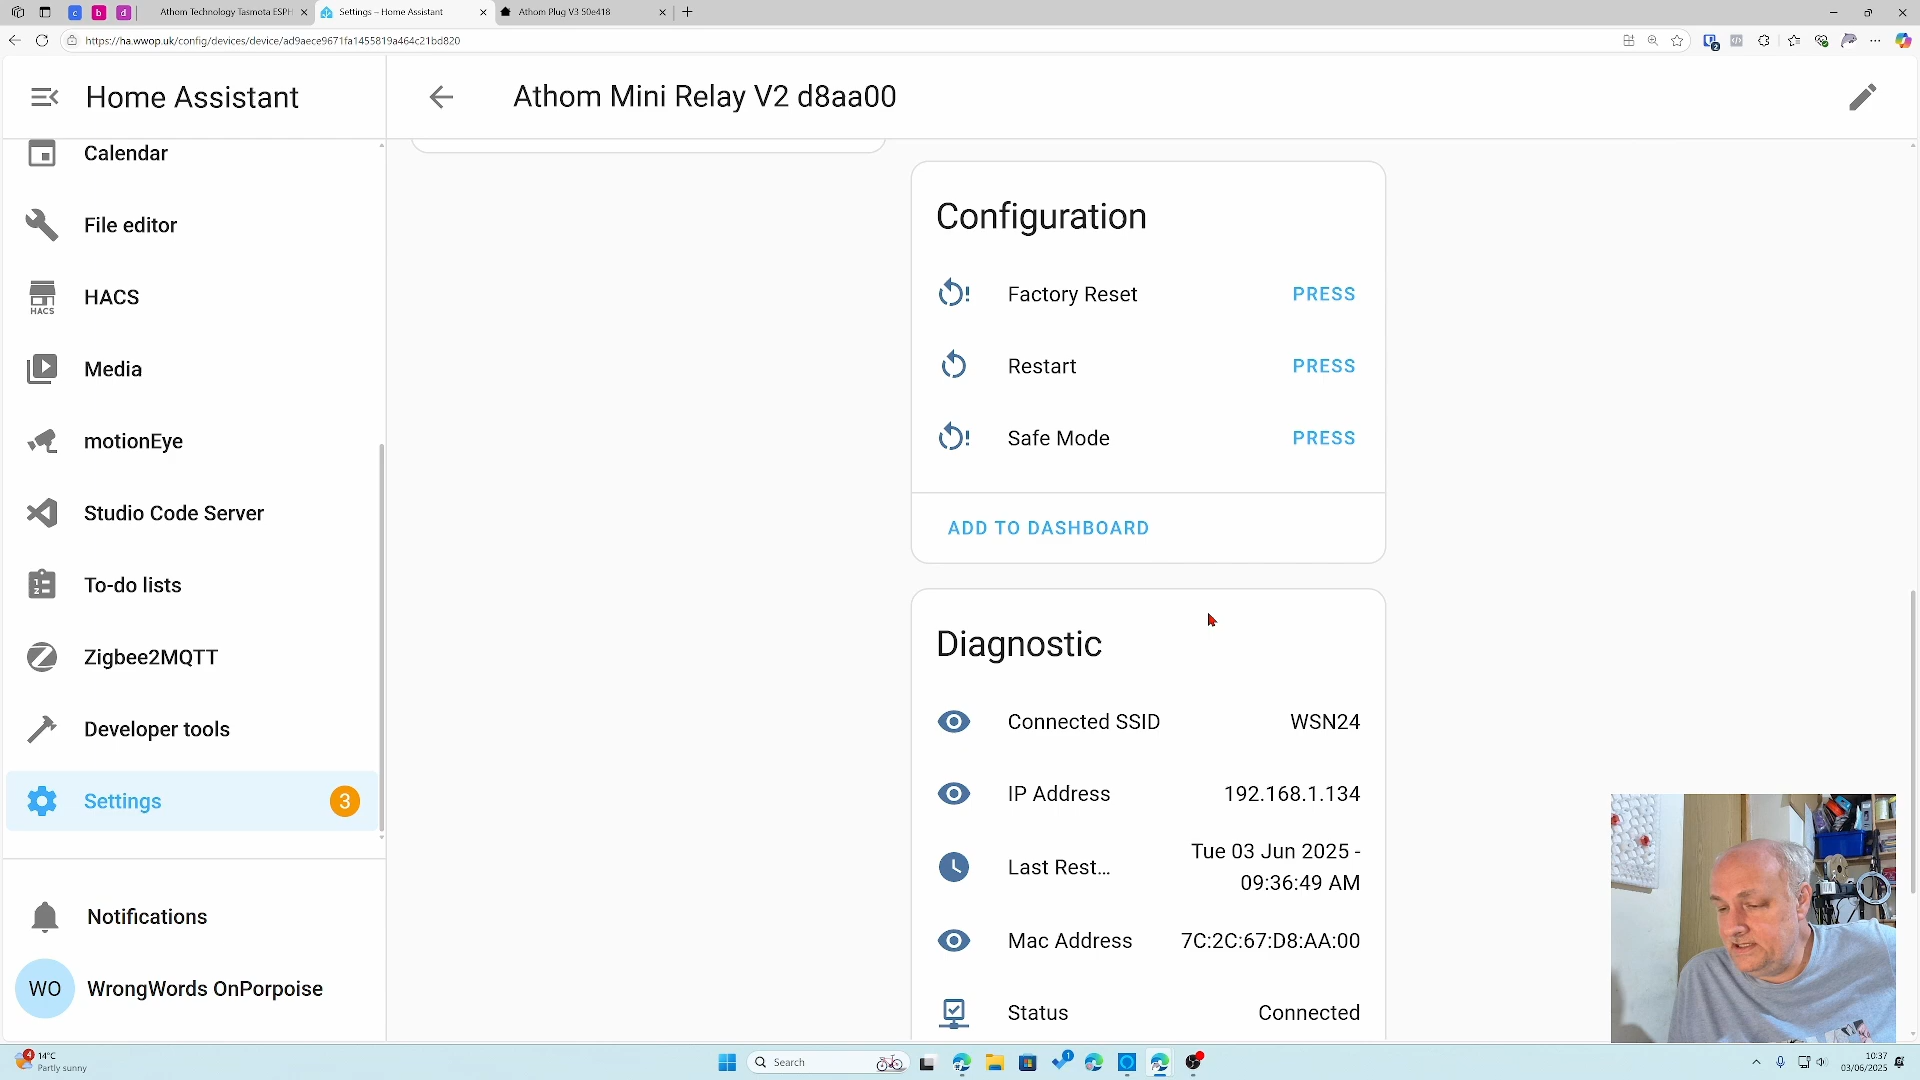 Athom Technology Tasmota ESPH
Settings – Home Assistant
Athom Plug V3 50e418
https://ha.wwop.uk/config/devices/device/ad9aece9671fa1455819a464c21bd820
Home Assistant
Athom Mini Relay V2 d8aa00
Calendar
File editor
HACS
HACS
Media
motionEye
Studio Code Server
To-do lists
Zigbee2MQTT
Developer tools
Settings
3
Notifications
WO
WrongWords OnPorpoise
Configuration
Factory Reset
PRESS
Restart
PRESS
Safe Mode
PRESS
ADD TO DASHBOARD
Diagnostic
Connected SSID
WSN24
IP Address
192.168.1.134
Last Rest...
Tue 03 Jun 2025 -
09:36:49 AM
Mac Address
7C:2C:67:D8:AA:00
Status
Connected
4
14°C
Partly sunny
Search
1
10:37
03/06/2025